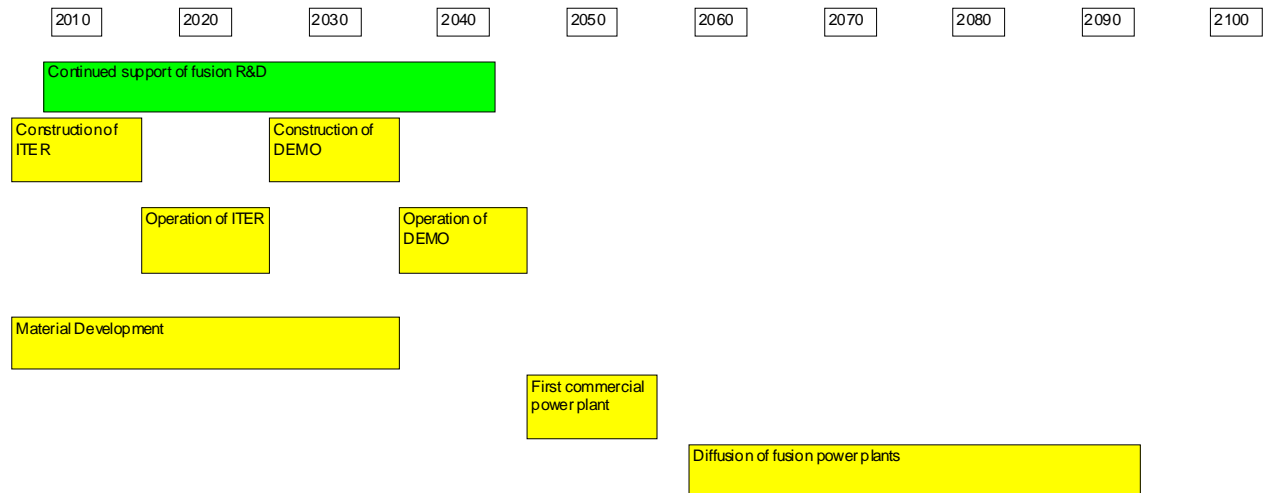 2010 2020 2030 2040 2050 2060 2070 2080 2090 2100
Continued support of fusion R&D
Construction of
ITER
Construction of
DEMO
Operation of ITER
Operation of
DEMO
Material Development
First commercial
power plant
Diffusion of fusion power plants